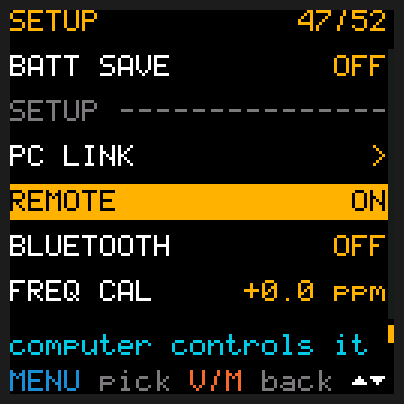 SETUP 47/52
BATT SAVE OFF
SETUP ---------------
PC LINK >
REMOTE ON
BLUETOOTH OFF
FREQ CAL +0.0 ppm
computer controls it
MENU pick V/M back ▲▼